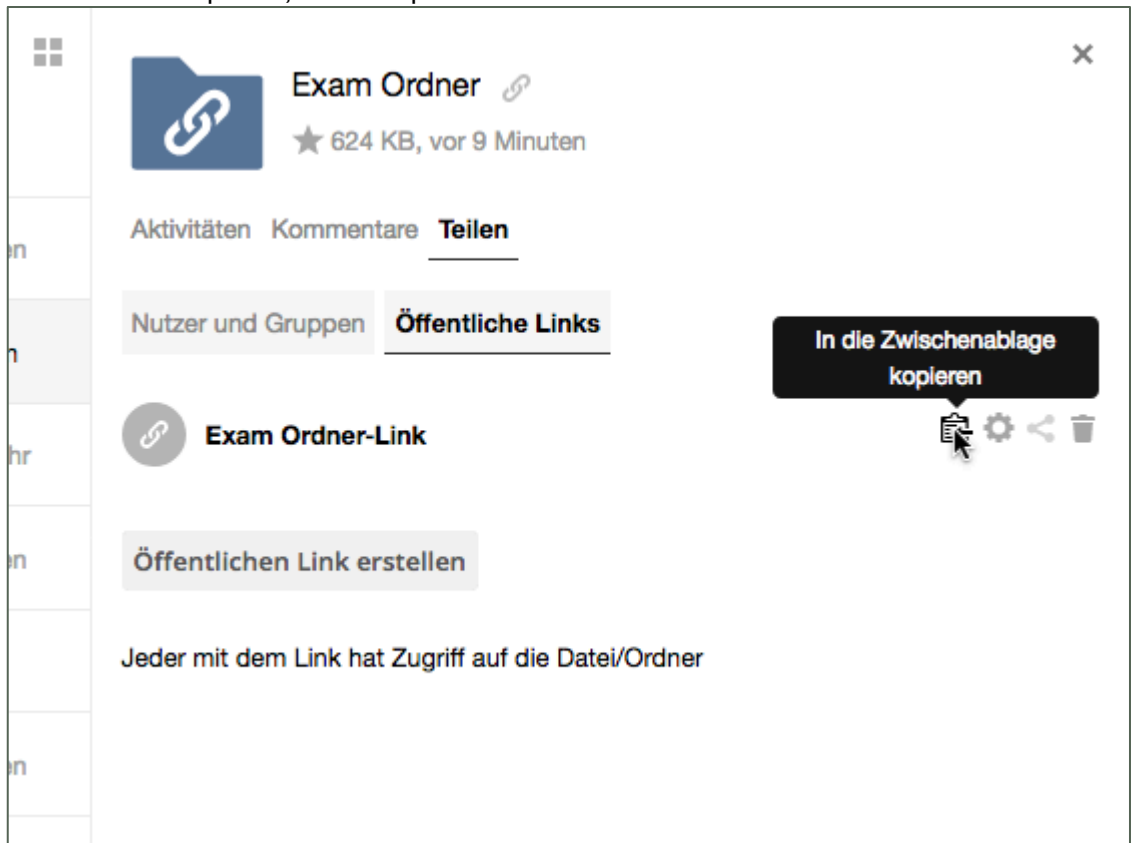 Exam Ordner
624 KB, vor 9 Minuten
Aktivitäten Kommentare Teilen
Nutzer und Gruppen Öffentliche Links
In die Zwischenablage
kopieren
Exam Ordner-Link
Öffentlichen Link erstellen
Jeder mit dem Link hat Zugriff auf die Datei/Ordner
hr